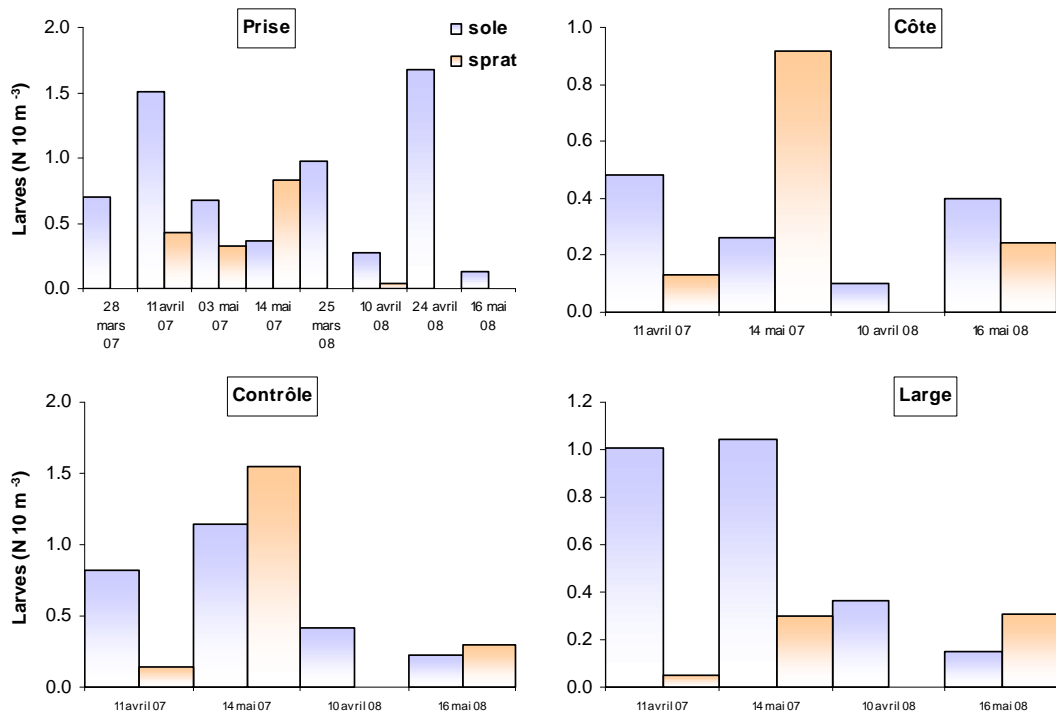 Prise
sole
sprat
Larves (N 10 m -3)
2.0
1.5
1.0
0.5
0.0
28 mars 07
11 avril 07
03 mai 07
14 mai 07
25 mars 08
10 avril 08
24 avril 08
16 mai 08
Côte
1.0
0.8
0.6
0.4
0.2
0.0
11 avril 07
14 mai 07
10 avril 08
16 mai 08
Contrôle
Larves (N 10 m -3)
2.0
1.5
1.0
0.5
0.0
11 avril 07
14 mai 07
10 avril 08
16 mai 08
Large
1.2
1.0
0.8
0.6
0.4
0.2
0.0
11 avril 07
14 mai 07
10 avril 08
16 mai 08